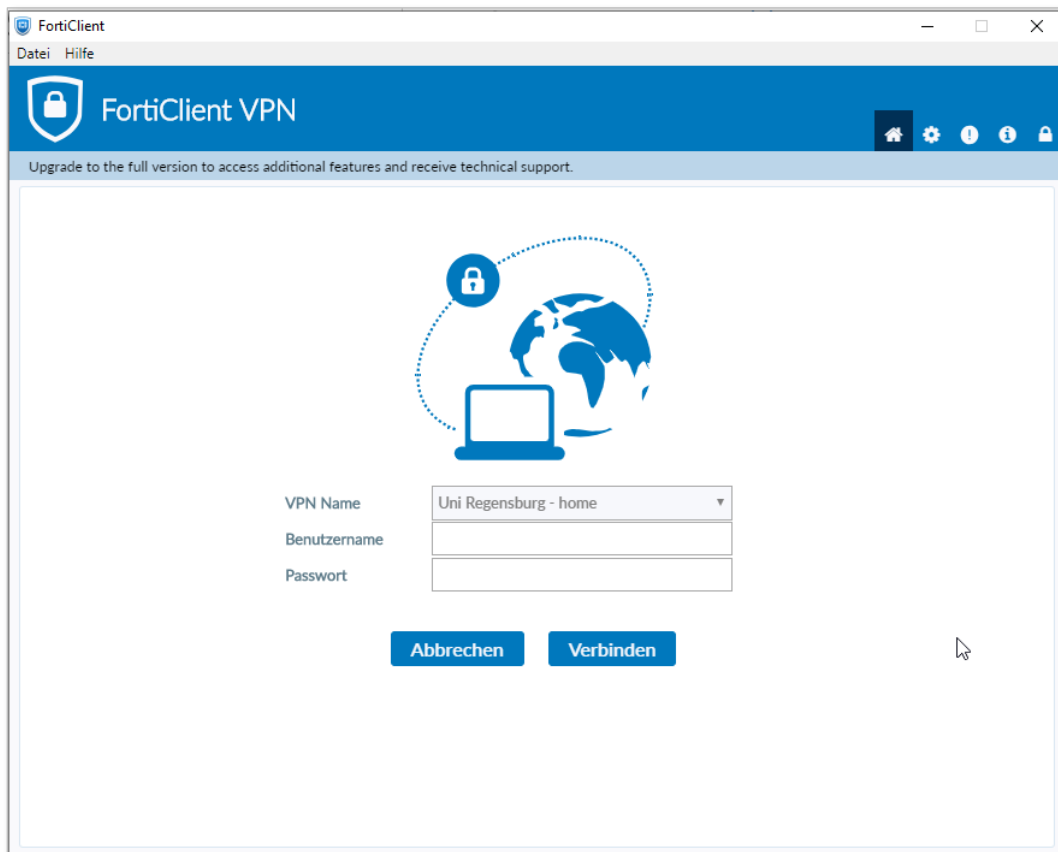 FortiClient
Datei Hilfe
FortiClient VPN
Upgrade to the full version to access additional features and receive technical support.
VPN Name Uni Regensburg - home
Benutzername
Passwort
Abbrechen Verbinden